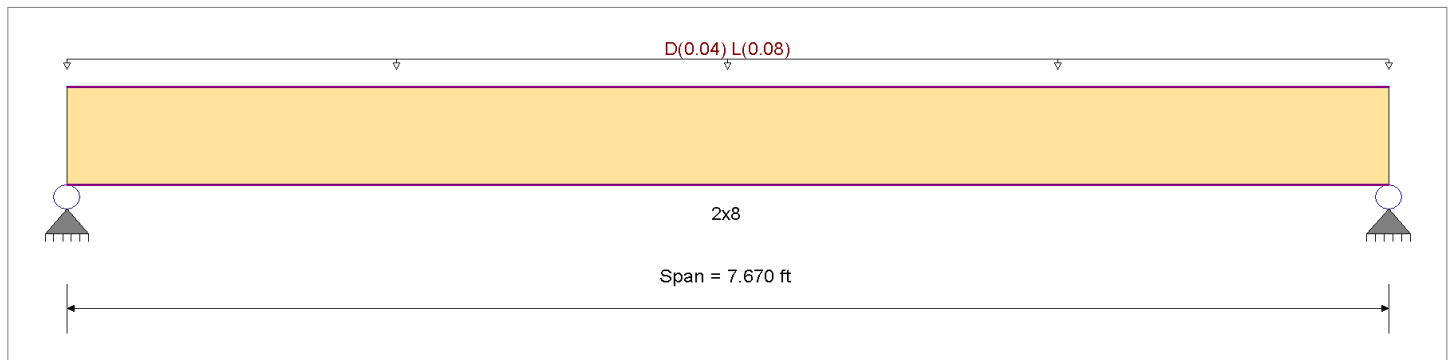 D(0.04) L(0.08)
2x8
Span = 7.670 ft